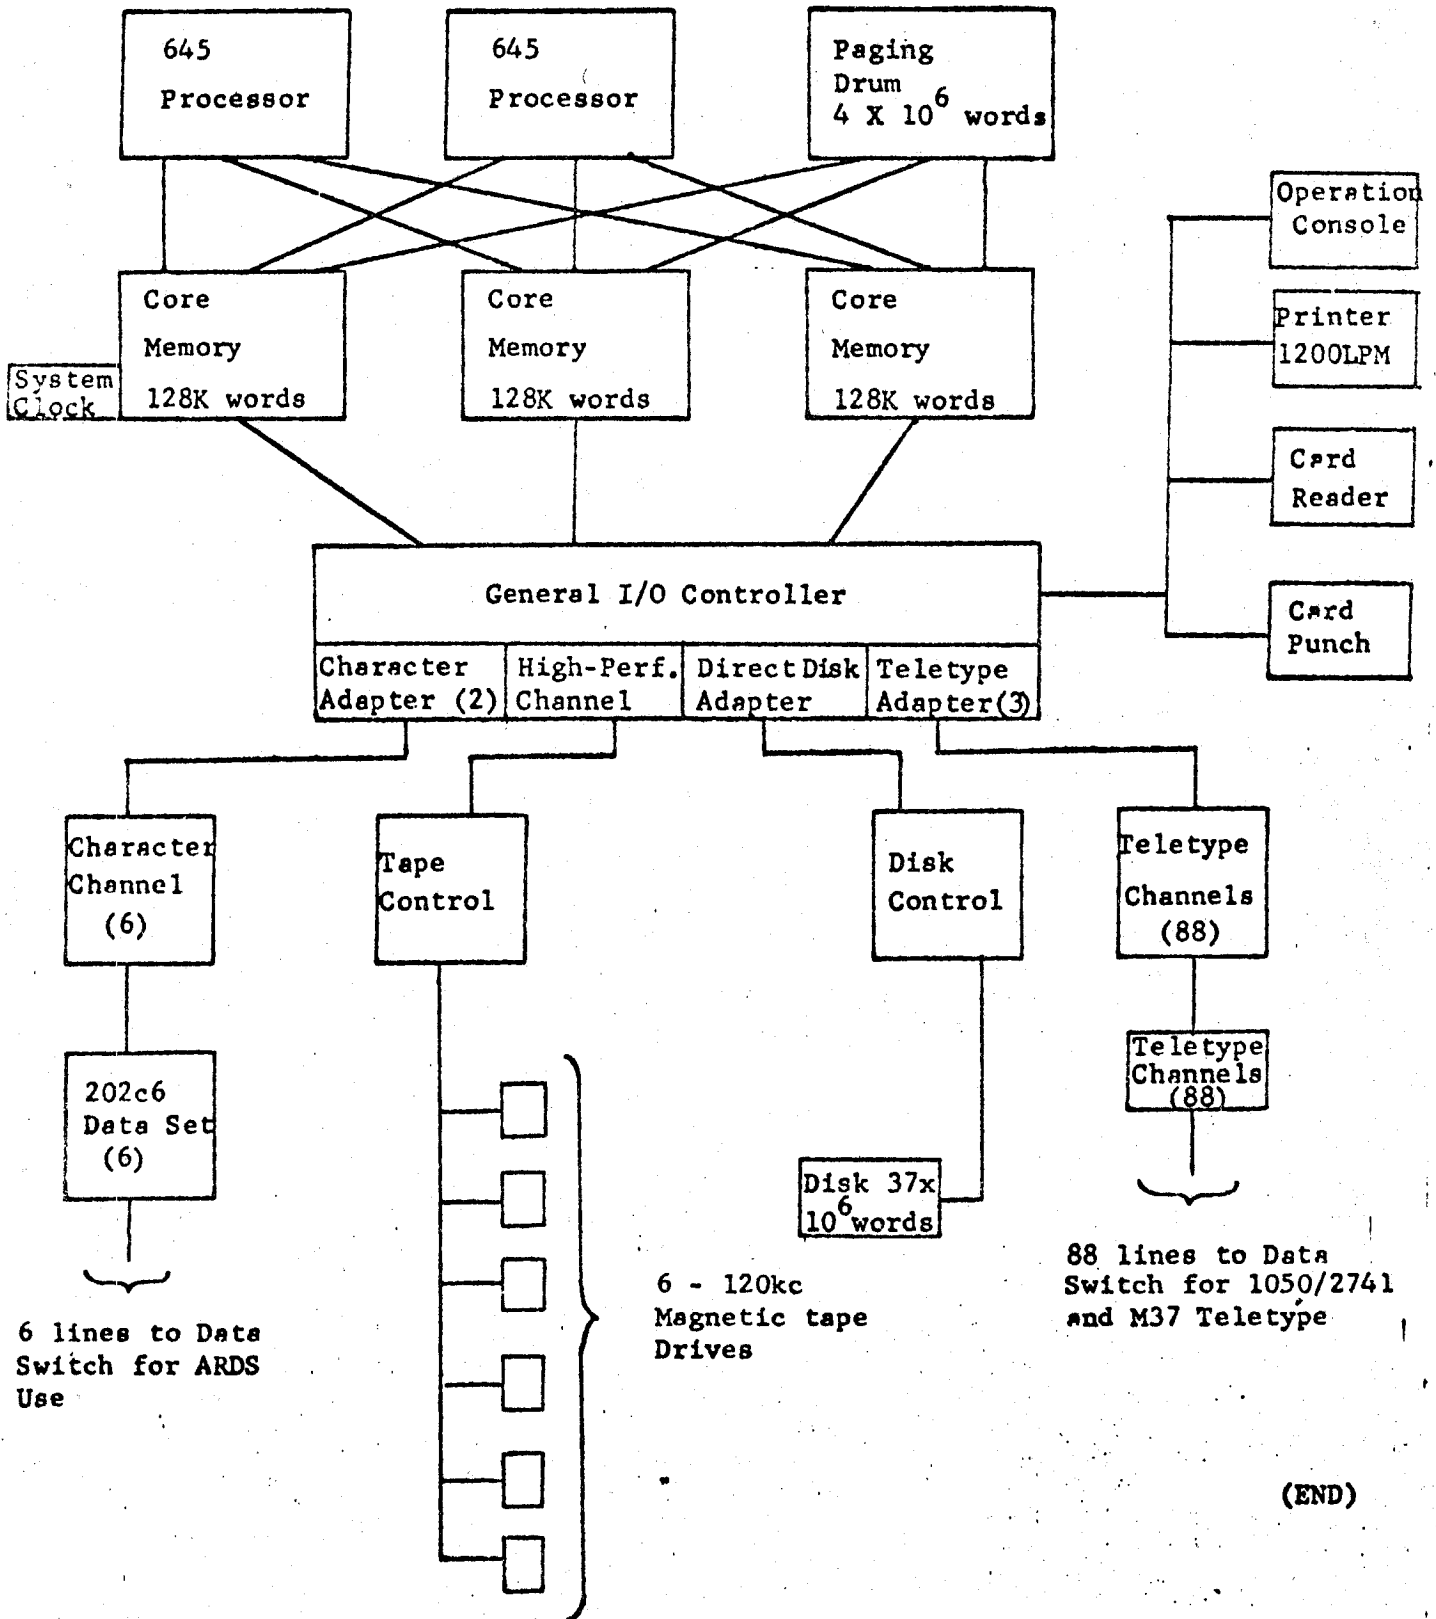 645
Processor
645
Processor
Paging
Drum
4 X 10^6 words
Operation
Console
Printer
1200LPM
Card
Reader
Card
Punch
Core
Memory
128K words
Core
Memory
128K words
Core
Memory
128K words
System
Clock
General I/O Controller
Character
Adapter (2)
High-Perf.
Channel
Direct Disk
Adapter
Teletype
Adapter(3)
Character
Channel
(6)
Tape
Control
Disk
Control
Teletype
Channels
(88)
202c6
Data Set
(6)
Teletype
Channels
(88)
Disk 37x
10^6 words
6 lines to Data
Switch for ARDS
Use
6 - 120kc
Magnetic tape
Drives
88 lines to Data
Switch for 1050/2741
and M37 Teletype
(END)